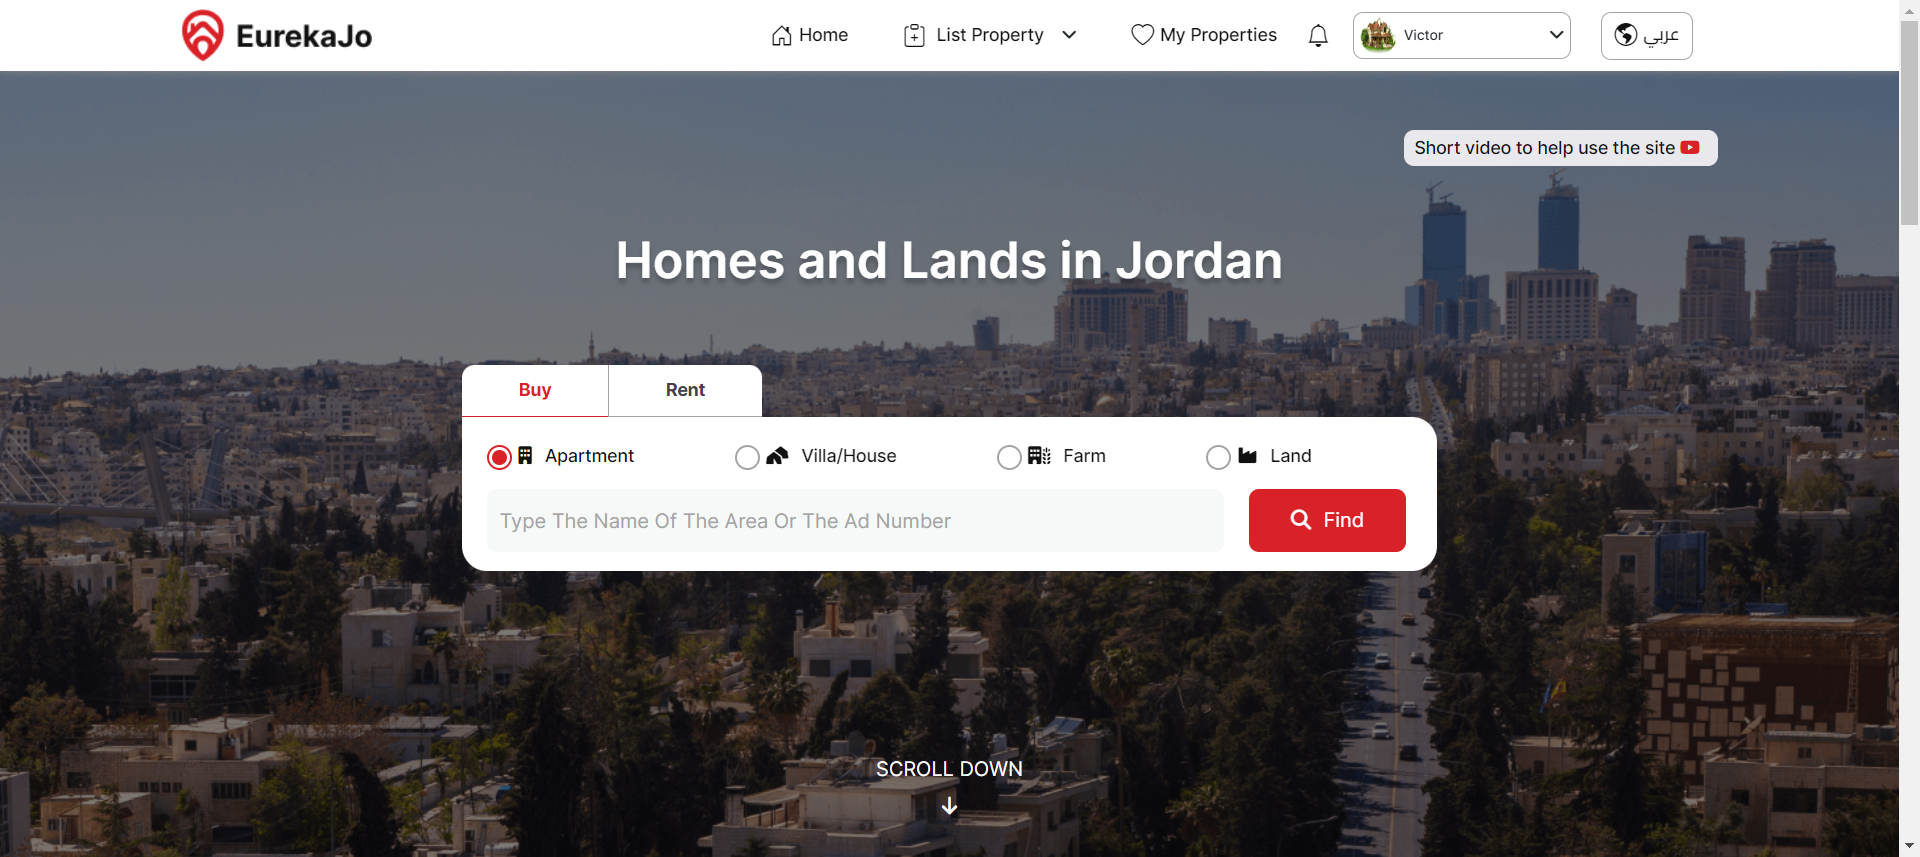 EurekaJo
Home
List Property
My Properties
Victor
عربي
Short video to help use the site
Homes and Lands in Jordan
Buy
Rent
Apartment
Villa/House
Farm
Land
Type The Name Of The Area Or The Ad Number
Find
SCROLL DOWN